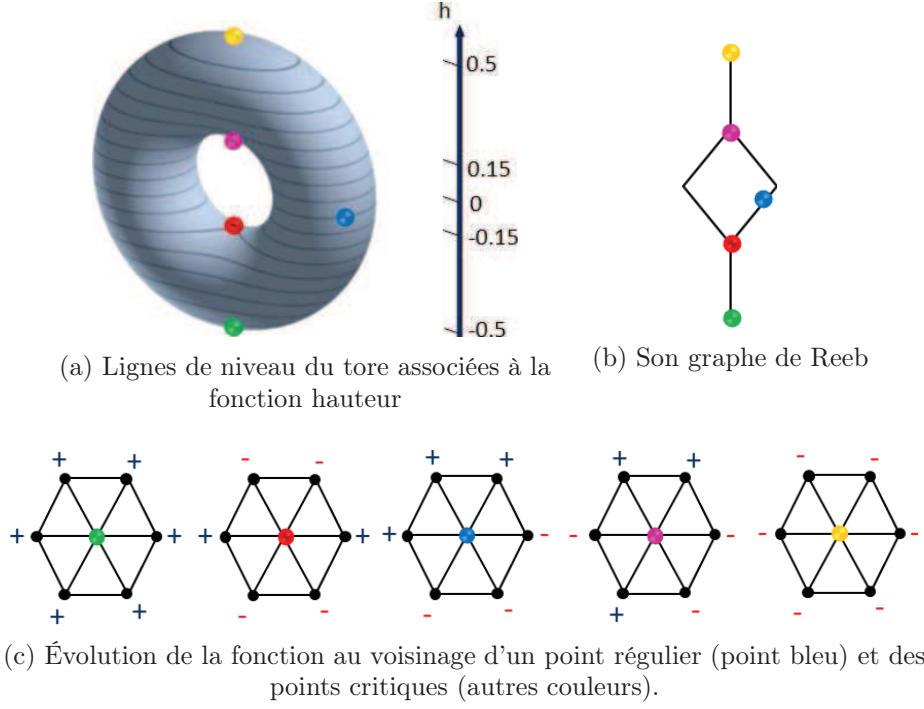 h
0.5
0.15
0
-0.15
-0.5
(a) Lignes de niveau du tore associées à la
fonction hauteur
(b) Son graphe de Reeb
+ + - - + + + + - -
+ + + + + - - - - -
+ + - - - - + - - -
(c) Évolution de la fonction au voisinage d'un point régulier (point bleu) et des
points critiques (autres couleurs).